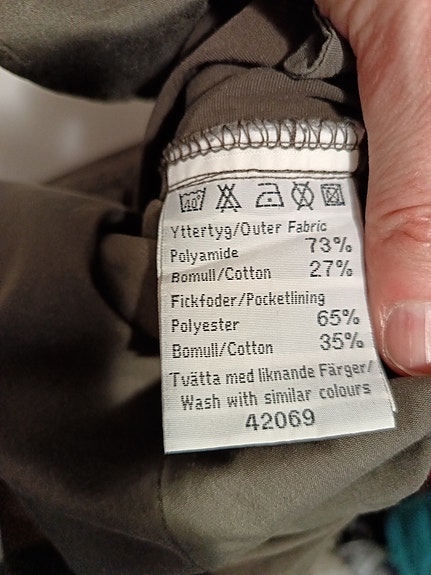 40°
Yttertyg/Outer Fabric
Polyamide 73%
Bomull/Cotton 27%
Fickfoder/Pocketlining
Polyester 65%
Bomull/Cotton 35%
Tvätta med liknande Färger/
Wash with similar colours
42069